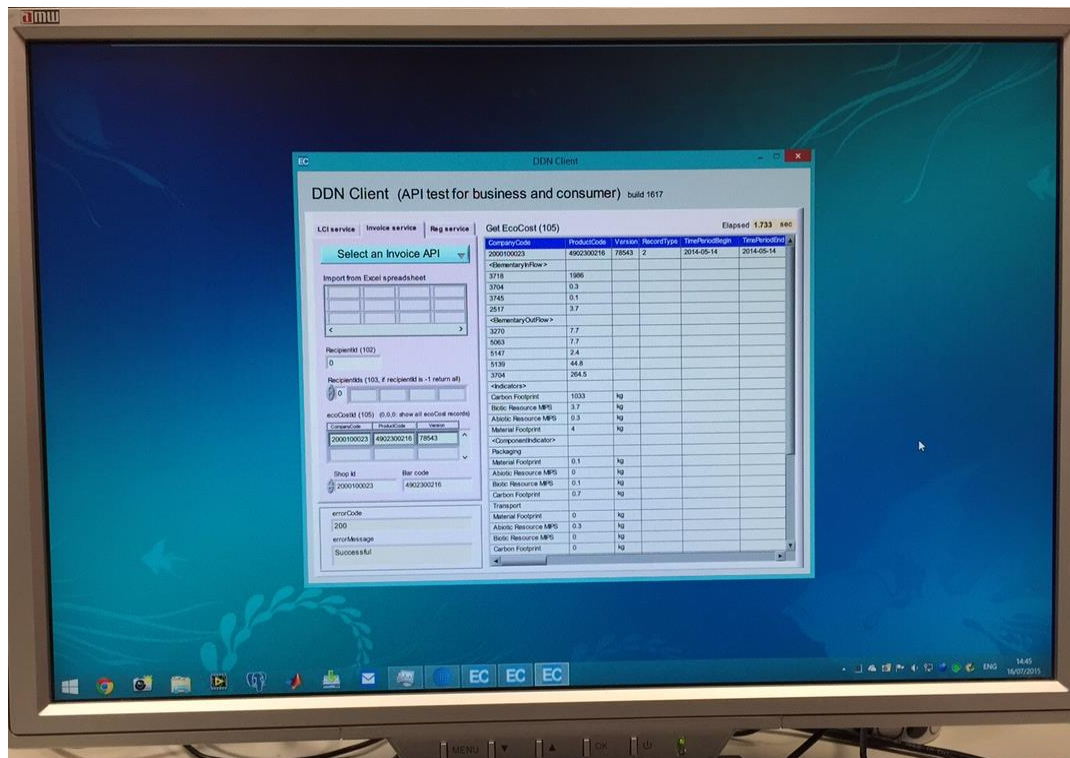 amw
EC DDN Client
DDN Client (API test for business and consumer) build 1617
LCI service Invoice service Reg service
Select an Invoice API
Import from Excel spreadsheet
RecipientId (102)
0
RecipientIds (103, if recipientId is -1 return all)
0
ecoCostId (105) (0,0,0: show all ecoCost records)
CompanyCode ProductCode Version
2000100023 4902300216 78543
Shop Id Bar code
2000100023 4902300216
errorCode
200
errorMessage
Successful
Get EcoCost (105) Elapsed 1.733 sec
CompanyCode ProductCode Version RecordType TimePeriodBegin TimePeriodEnd
2000100023 4902300216 78543 2 2014-05-14 2014-05-14
<ElementaryInFlow>
3718 1986
3704 0.3
3745 0.1
2517 3.7
<ElementaryOutFlow>
3270 7.7
5063 7.7
5147 2.4
5139 44.8
3704 264.5
<Indicators>
Carbon Footprint 1033 kg
Biotic Resource MIPS 3.7 kg
Abiotic Resource MIPS 0.3 kg
Material Footprint 4 kg
<ComponentIndicator>
Packaging
Material Footprint 0.1 kg
Abiotic Resource MIPS 0 kg
Biotic Resource MIPS 0.1 kg
Carbon Footprint 0.7 kg
Transport
Material Footprint 0 kg
Abiotic Resource MIPS 0.3 kg
Biotic Resource MIPS 0 kg
Carbon Footprint 0 kg
EC EC EC
ENG 14:45
16/07/2015
MENU OK